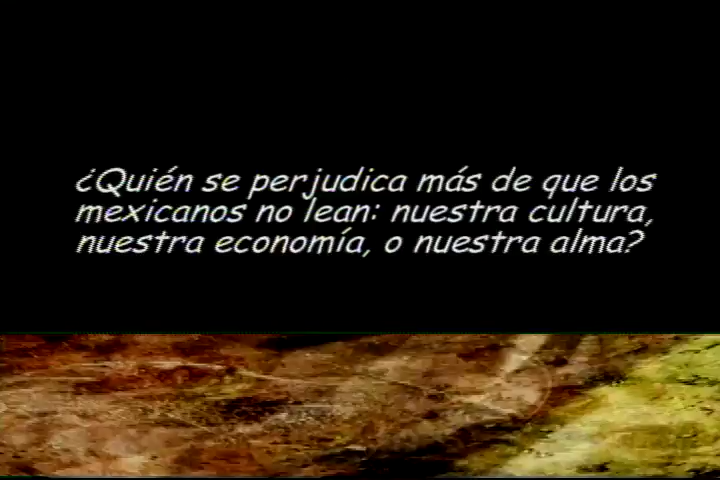 ¿Quién se perjudica más de que los
mexicanos no lean: nuestra cultura,
nuestra economía, o nuestra alma?